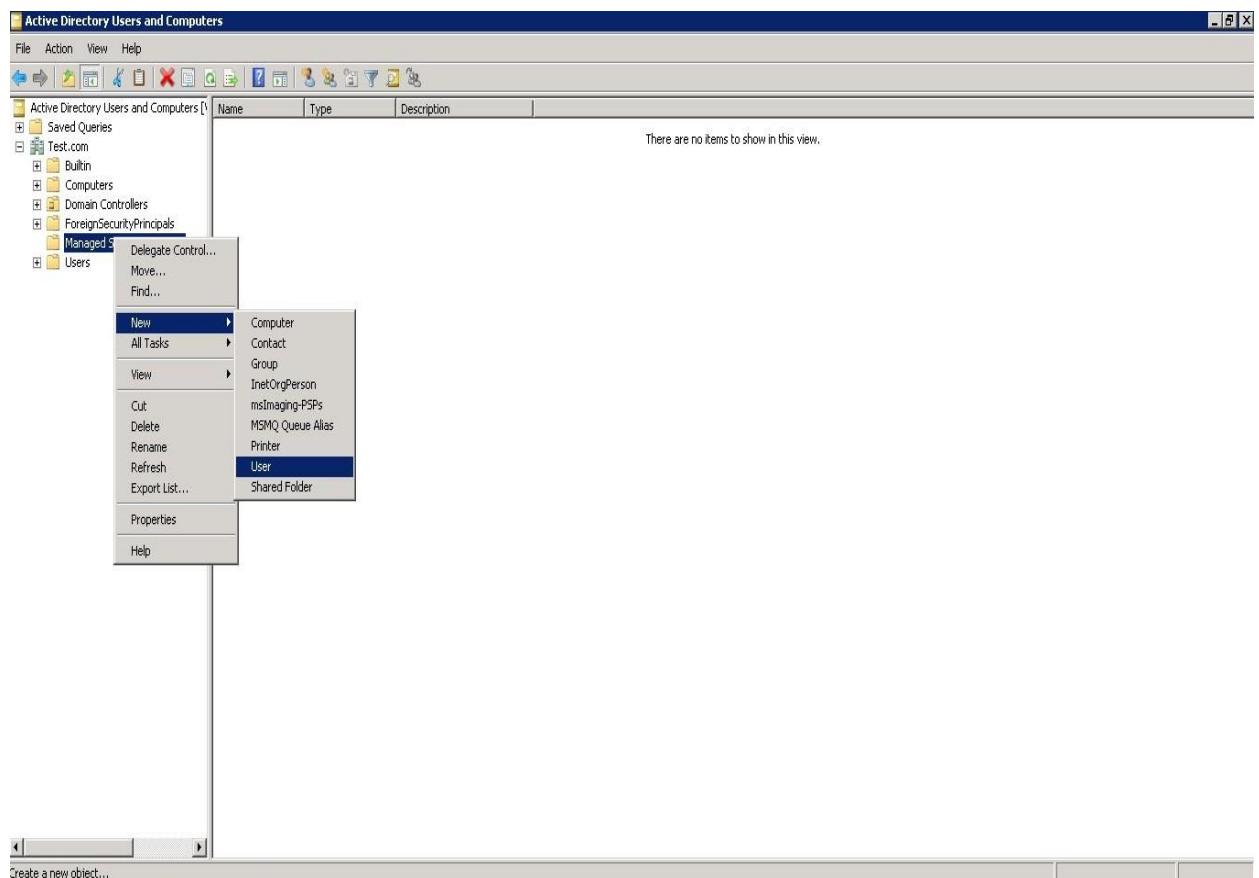 Active Directory Users and Computers
File Action View Help
Active Directory Users and Computers [
Name Type Description
Saved Queries
There are no items to show in this view.
Test.com
Builtin
Computers
Domain Controllers
ForeignSecurityPrincipals
Managed S
Users
Delegate Control...
Move...
Find...
New
All Tasks
View
Cut
Delete
Rename
Refresh
Export List...
Properties
Help
Computer
Contact
Group
InetOrgPerson
msImaging-PSPs
MSMQ Queue Alias
Printer
User
Shared Folder
Create a new object...